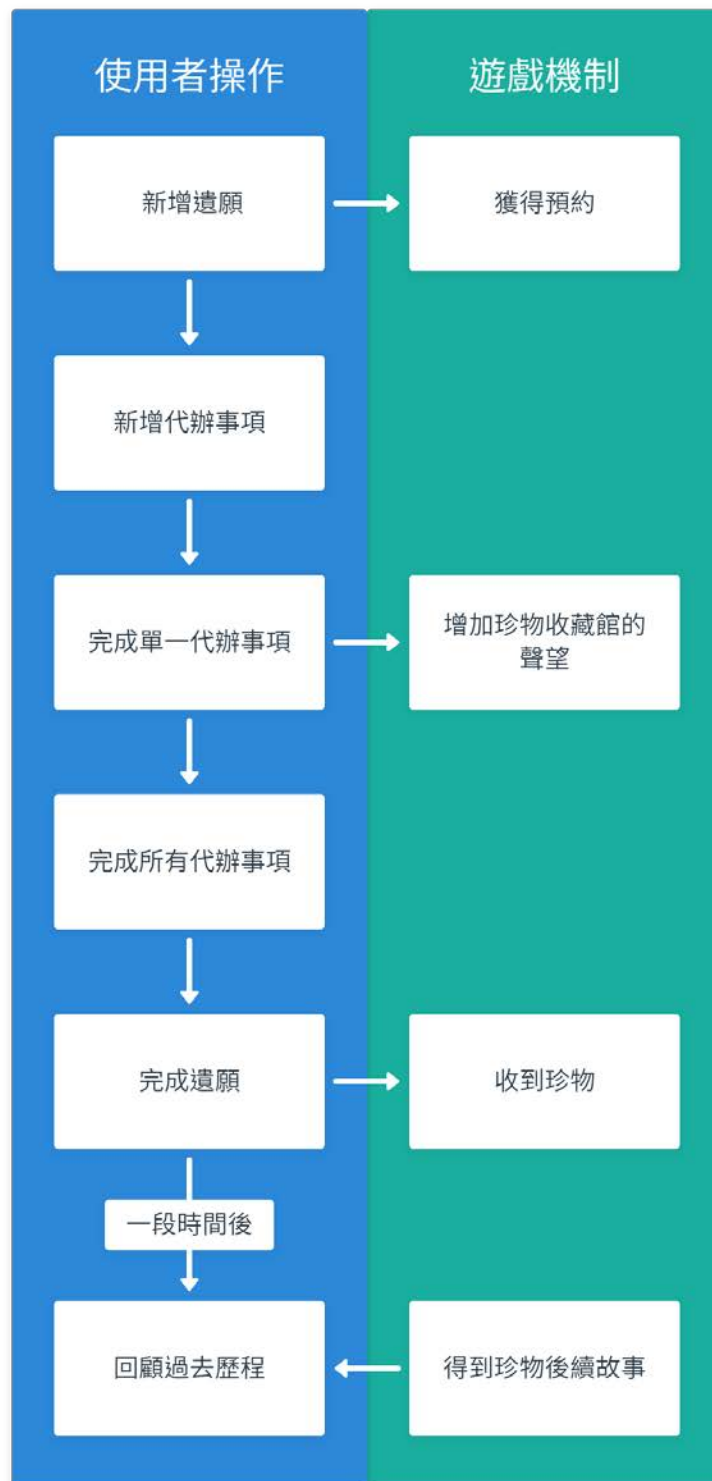 使用者操作
遊戲機制
新增遺願
獲得預約
新增代辦事項
完成單一代辦事項
增加珍物收藏館的
聲望
完成所有代辦事項
完成遺願
收到珍物
一段時間後
回顧過去歷程
得到珍物後續故事